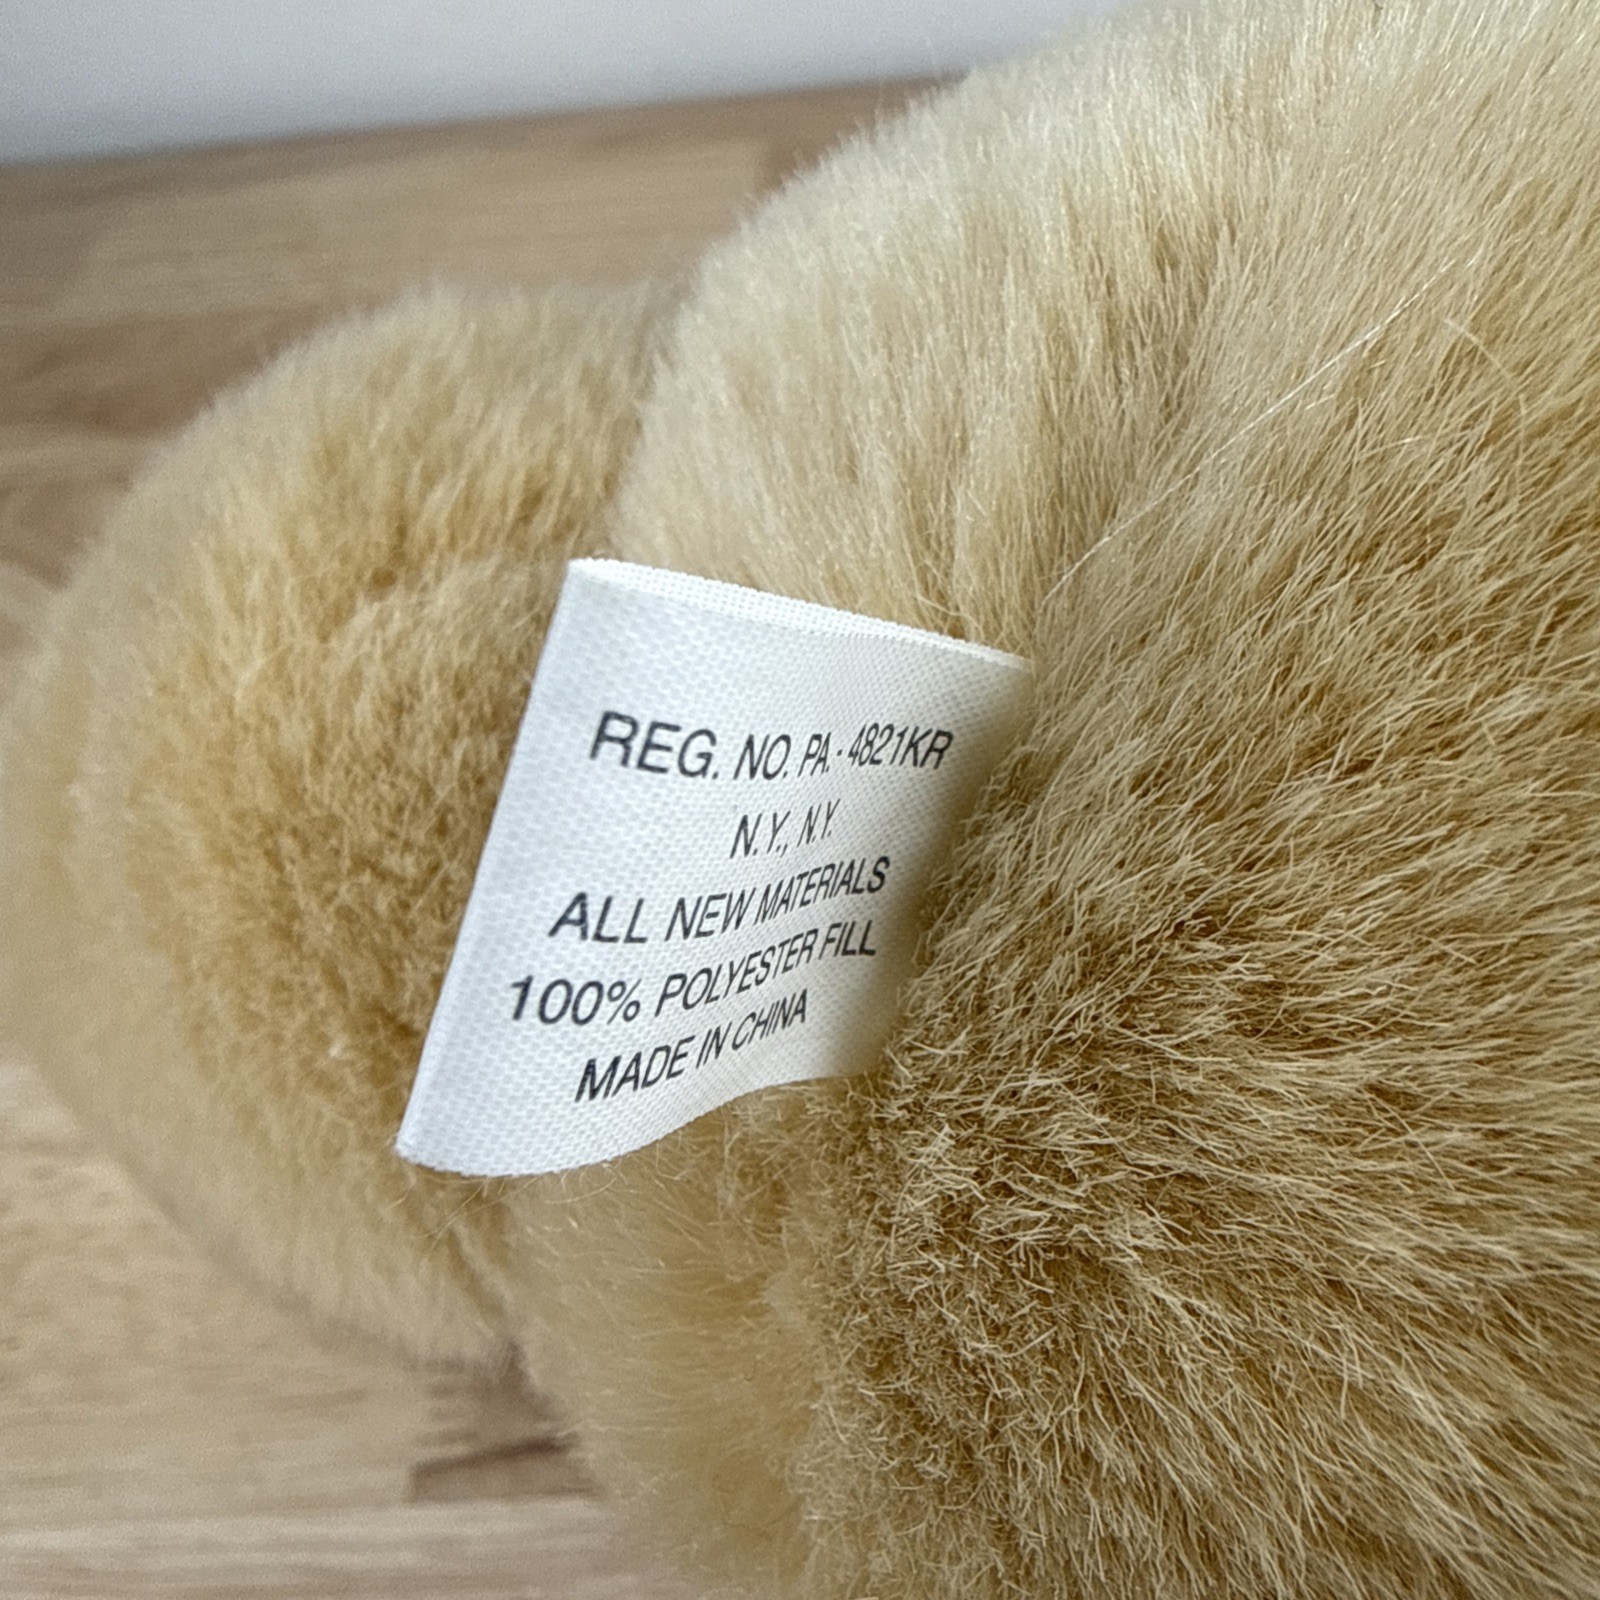 REG. NO. PA. - 4821KR
N.Y., N.Y.
ALL NEW MATERIALS
100% POLYESTER FILL
MADE IN CHINA